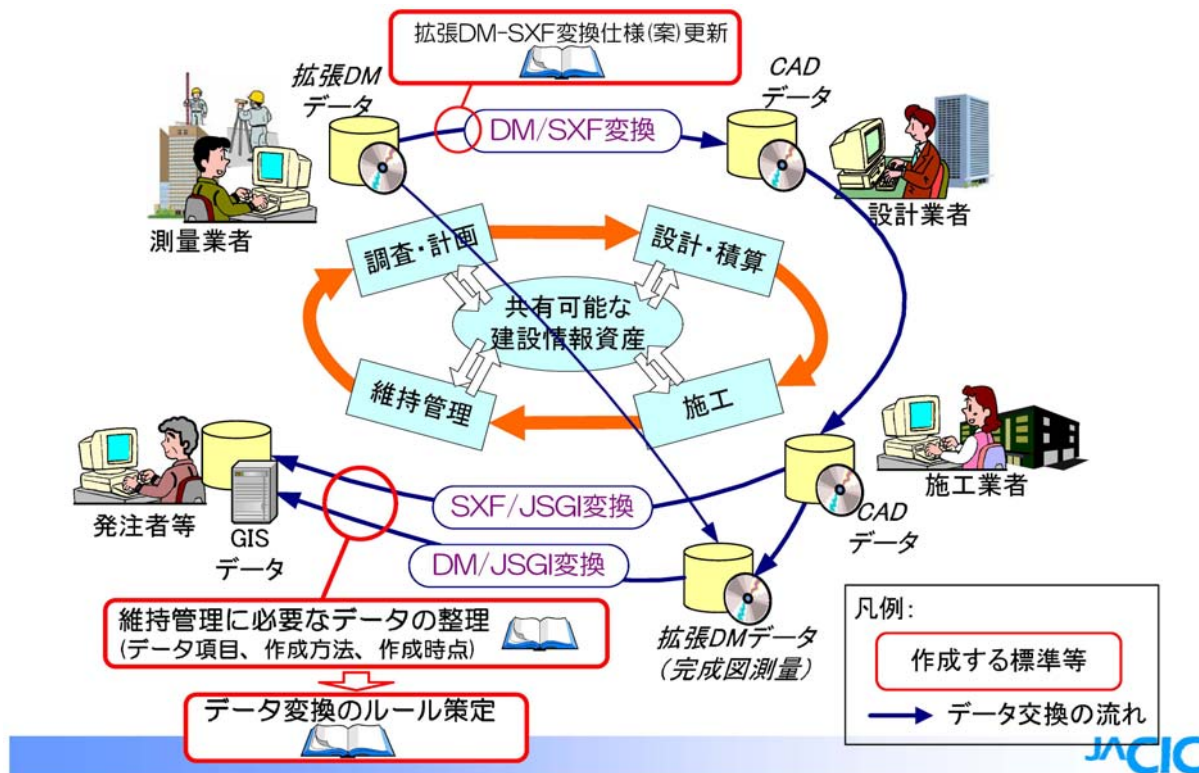 拡張DM-SXF変換仕様(案)更新
拡張DM
データ
CAD
データ
DM/SXF変換
測量業者
設計業者
調査・計画
設計・積算
共有可能な
建設情報資産
維持管理
施工
発注者等
GIS
データ
SXF/JSGI変換
DM/JSGI変換
施工業者
CAD
データ
拡張DMデータ
(完成図測量)
維持管理に必要なデータの整理
(データ項目、作成方法、作成時点)
データ変換のルール策定
凡例:
作成する標準等
データ交換の流れ
JACIC